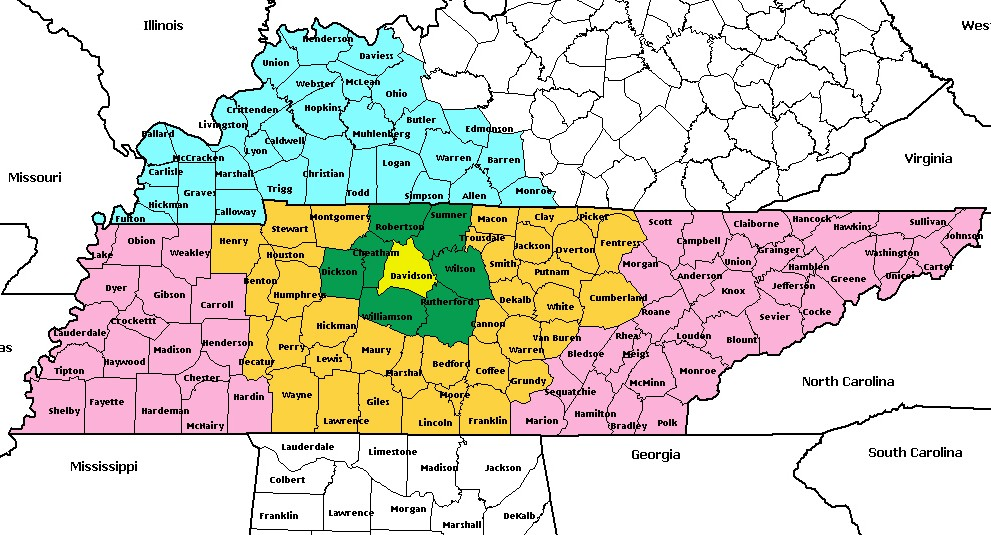 Illinois
West
Henderson
Daviess
Union
McLean
Webster
Ohio
Hopkins
Crittenden
Butler
Livingston
Edmonson
Muhlenberg
Ballard
Caldwell
Lyon
McCracken
Logan
Warren
Barren
Virginia
Carlisle
Marshall
Christian
Missouri
Trigg
Todd
Graves
Simpson
Allen
Monroe
Hickman
Calloway
Fulton
Montgomery
Sumner
Macon
Clay
Picket
Scott
Claiborne
Hancock
Hawkins
Sullivan
Stewart
Robertson
Trousdale
Johnson
Obion
Henry
Jackson
Overton
Fentress
Campbell
Lake
Weakley
Houston
Cheatham
Grainger
Washington
Union
Smith
Morgan
Hamblen
Carter
Dickson
Davidson
Wilson
Putnam
Anderson
Greene
Unicei
Benton
Jefferson
Dyer
Gibson
Humphreys
Knox
Carroll
Rutherford
Dekalb
White
Cumberland
Roane
Cocke
Williamson
Sevier
Crockettt
Hickman
Cannon
Lauderdale
Van Buren
Rhea
Loudon
Blount
as
Henderson
Perry
Maury
Warren
Bledsoe
Meigs
Madison
Haywood
Lewis
Decatur
Bedford
Tipton
Marshal
Coffee
Monroe
Chester
Grundy
McMinn
North Carolina
Sequatchie
Hardin
Wayne
Moore
Fayette
Giles
Shelby
Hardeman
Lawrence
Lincoln
Franklin
Marion
Hamilton
McHairy
Bradley
Polk
Lauderdale
Limestone
Georgia
South Carolina
Mississippi
Madison
Jackson
Colbert
Morgan
Franklin
Lawrence
DeKalb
Marshall